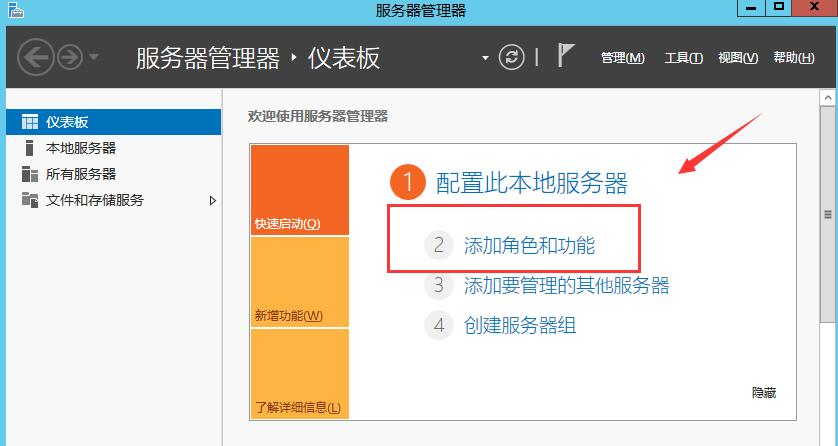 服务器管理器
服务器管理器 · 仪表板
管理(M) 工具(T) 视图(V) 帮助(H)
仪表板
本地服务器
所有服务器
文件和存储服务
欢迎使用服务器管理器
快速启动(Q)
新增功能(W)
了解详细信息(L)
1 配置此本地服务器
2 添加角色和功能
3 添加要管理的其他服务器
4 创建服务器组
隐藏